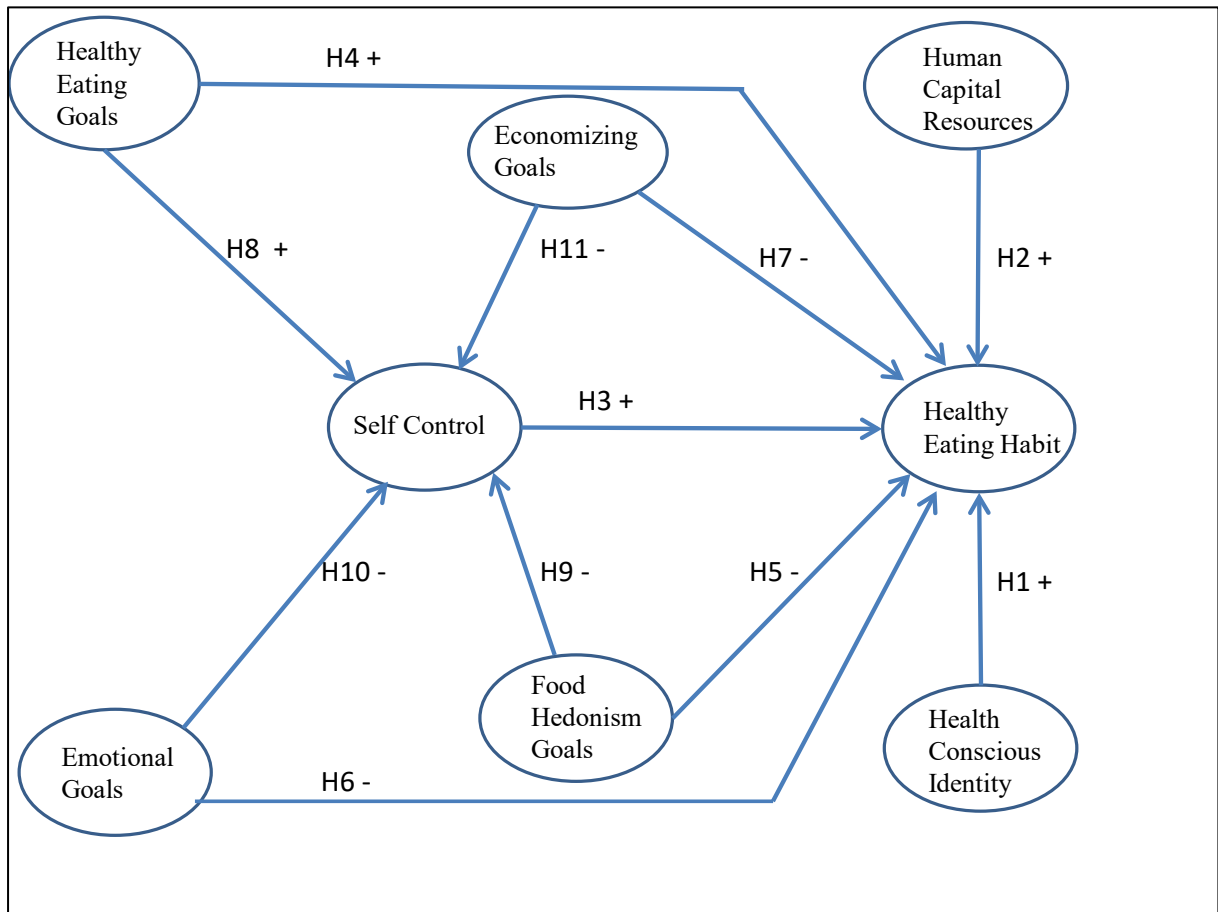 Healthy
Eating
Goals
H4 +
Human
Capital
Resources
Economizing
Goals
H8  +
H11 -
H7 -
H2 +
Self Control
H3 +
Healthy
Eating Habit
H10 -
H9 -
H5 -
H1 +
Emotional
Goals
Food
Hedonism
Goals
Health
Conscious
Identity
H6 -